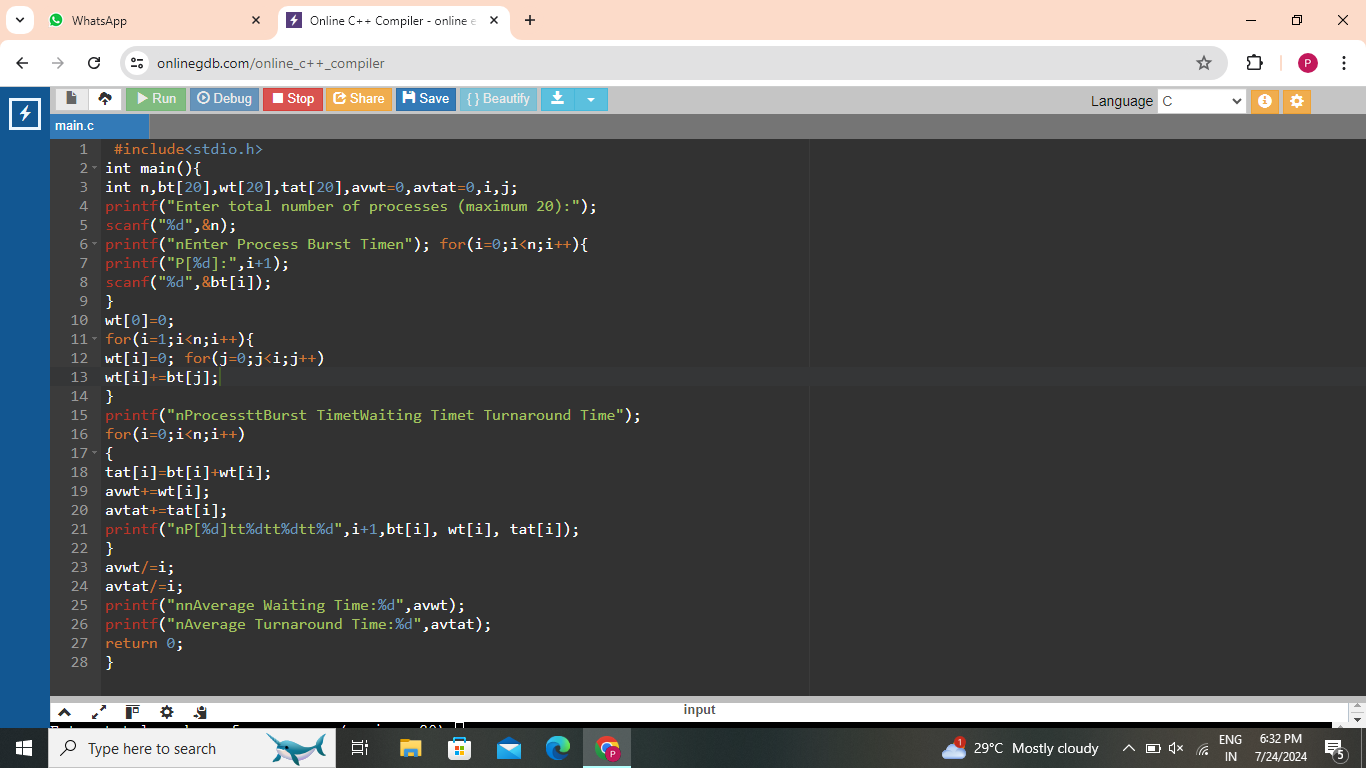 WhatsApp
Online C++ Compiler - online e
onlinegdb.com/online_c++_compiler
P
Run Debug Stop Share Save {} Beautify
Language C
main.c
1 #include<stdio.h>
2 int main(){
3 int n,bt[20],wt[20],tat[20],avwt=0,avtat=0,i,j;
4 printf("Enter total number of processes (maximum 20):");
5 scanf("%d",&n);
6 printf("nEnter Process Burst Timen"); for(i=0;i<n;i++){
7 printf("P[%d]:",i+1);
8 scanf("%d",&bt[i]);
9 }
10 wt[0]=0;
11 for(i=1;i<n;i++){
12 wt[i]=0; for(j=0;j<i;j++)
13 wt[i]+=bt[j];
14 }
15 printf("nProcessttBurst TimetWaiting Timet Turnaround Time");
16 for(i=0;i<n;i++)
17 {
18 tat[i]=bt[i]+wt[i];
19 avwt+=wt[i];
20 avtat+=tat[i];
21 printf("nP[%d]tt%dtt%dtt%d",i+1,bt[i], wt[i], tat[i]);
22 }
23 avwt/=i;
24 avtat/=i;
25 printf("nnAverage Waiting Time:%d",avwt);
26 printf("nAverage Turnaround Time:%d",avtat);
27 return 0;
28 }
input
Type here to search
P
1
29°C Mostly cloudy
ENG
IN
6:32 PM
7/24/2024
5